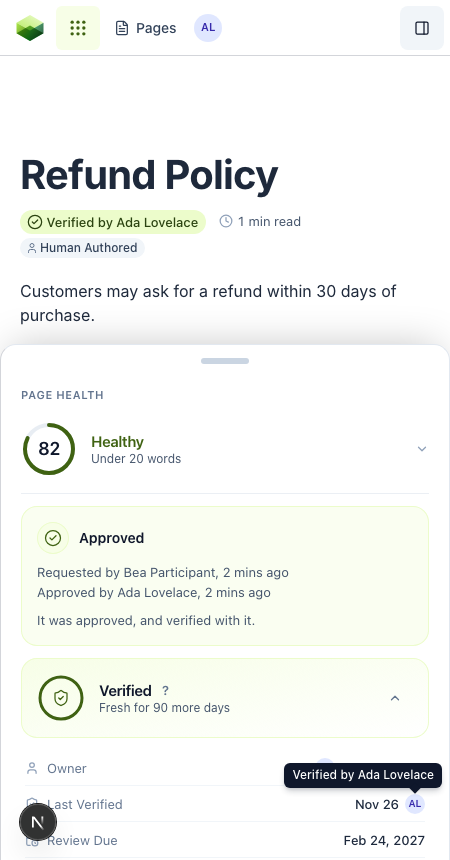 Pages
AL
Refund Policy
Verified by Ada Lovelace
1 min read
Human Authored
Customers may ask for a refund within 30 days of
purchase.
PAGE HEALTH
82
Healthy
Under 20 words
Approved
Requested by Bea Participant, 2 mins ago
Approved by Ada Lovelace, 2 mins ago
It was approved, and verified with it.
Verified ?
Fresh for 90 more days
Owner
Verified by Ada Lovelace
Last Verified
Nov 26
AL
N
Review Due
Feb 24, 2027